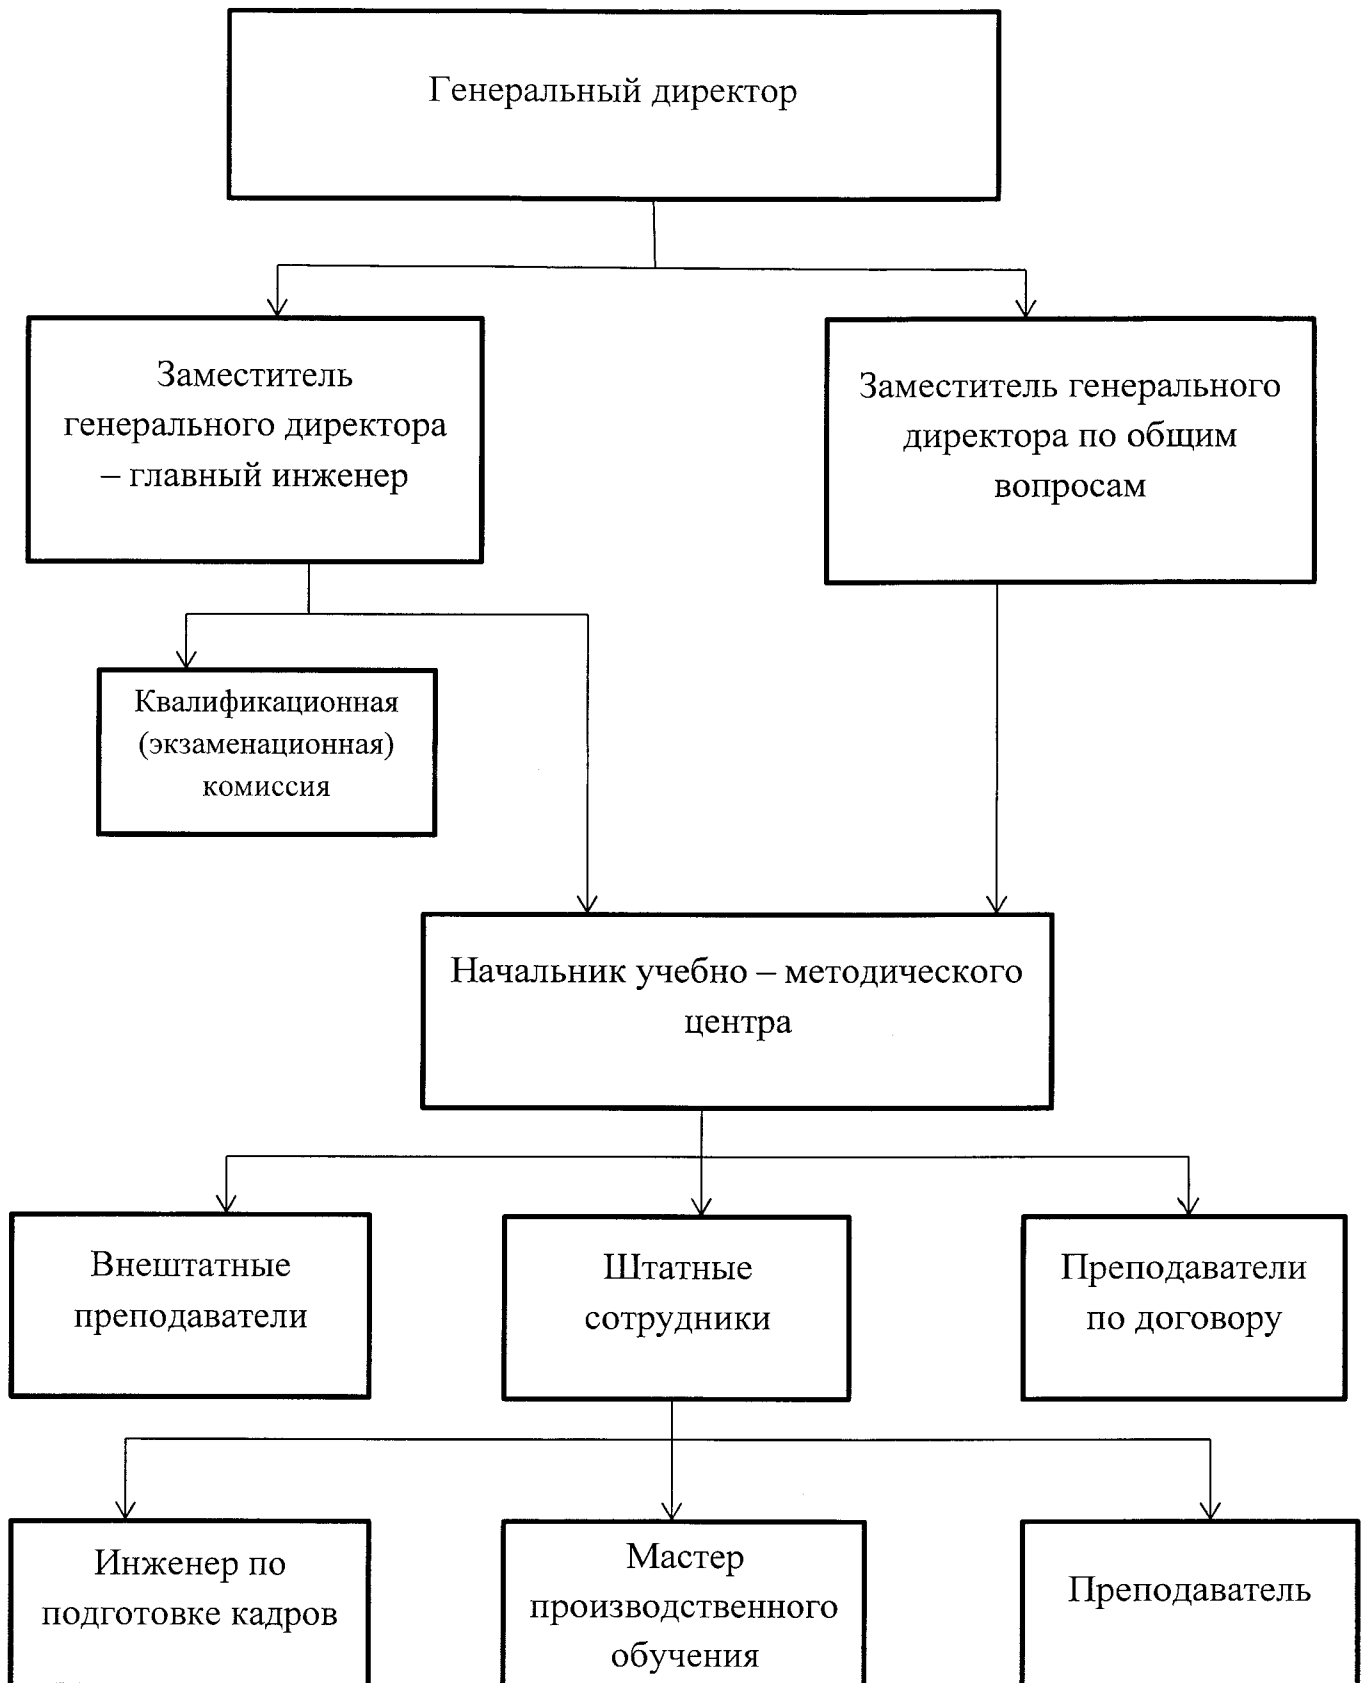 Генеральный директор
Заместитель
генерального директора
– главный инженер
Заместитель генерального
директора по общим
вопросам
Квалификационная
(экзаменационная)
комиссия
Начальник учебно – методического
центра
Внештатные
преподаватели
Штатные
сотрудники
Преподаватели
по договору
Инженер по
подготовке кадров
Мастер
производственного
обучения
Преподаватель